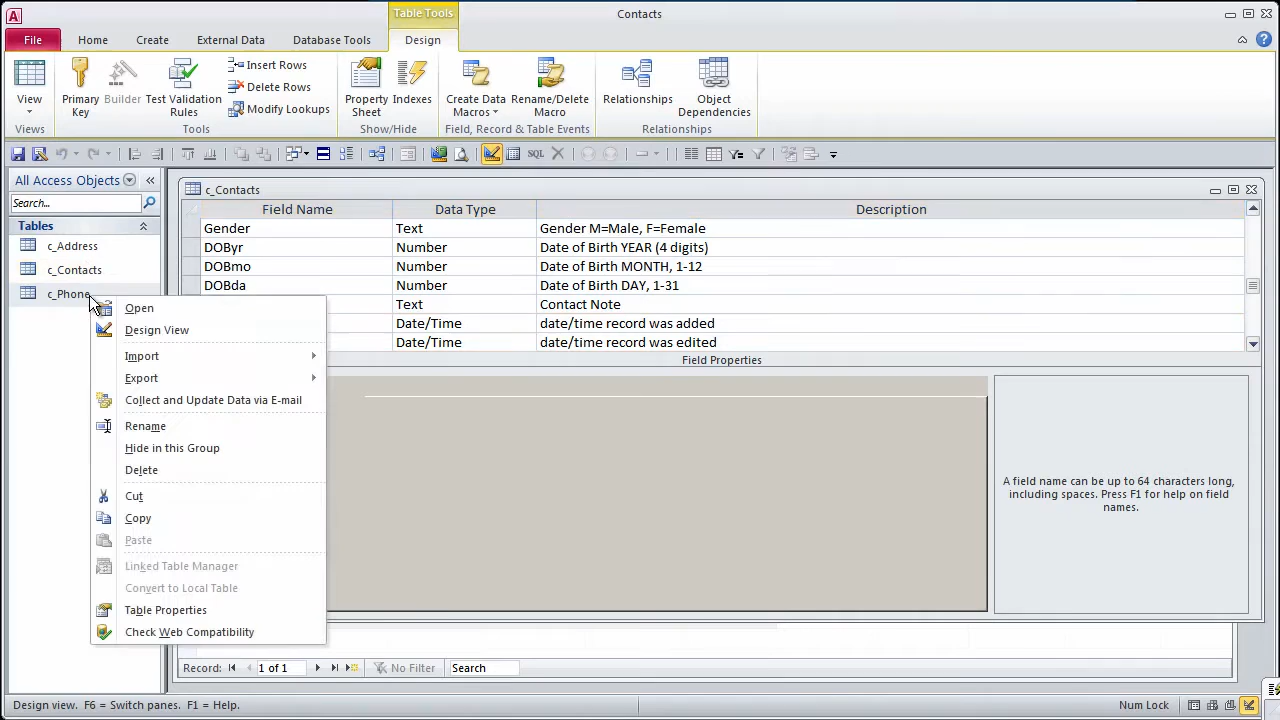 Table Tools
Contacts
File
Home
Create
External Data
Database Tools
Design
View
Primary Key
Builder
Test Validation Rules
Insert Rows
Delete Rows
Modify Lookups
Property Sheet
Indexes
Create Data Macros
Rename/Delete Macro
Relationships
Object Dependencies
Views
Tools
Show/Hide
Field, Record & Table Events
Relationships
SQL
All Access Objects
Search...
Tables
c_Address
c_Contacts
c_Phone
c_Contacts
Field Name Data Type Description
Gender Text Gender M=Male, F=Female
DOByr Number Date of Birth YEAR (4 digits)
DOBmo Number Date of Birth MONTH, 1-12
DOBda Number Date of Birth DAY, 1-31
Text Contact Note
Date/Time date/time record was added
Date/Time date/time record was edited
Field Properties
Open
Design View
Import
Export
Collect and Update Data via E-mail
Rename
Hide in this Group
Delete
Cut
Copy
Paste
Linked Table Manager
Convert to Local Table
Table Properties
Check Web Compatibility
A field name can be up to 64 characters long,
including spaces. Press F1 for help on field
names.
Record: 1 of 1 No Filter Search
Design view. F6 = Switch panes. F1 = Help.
Num Lock